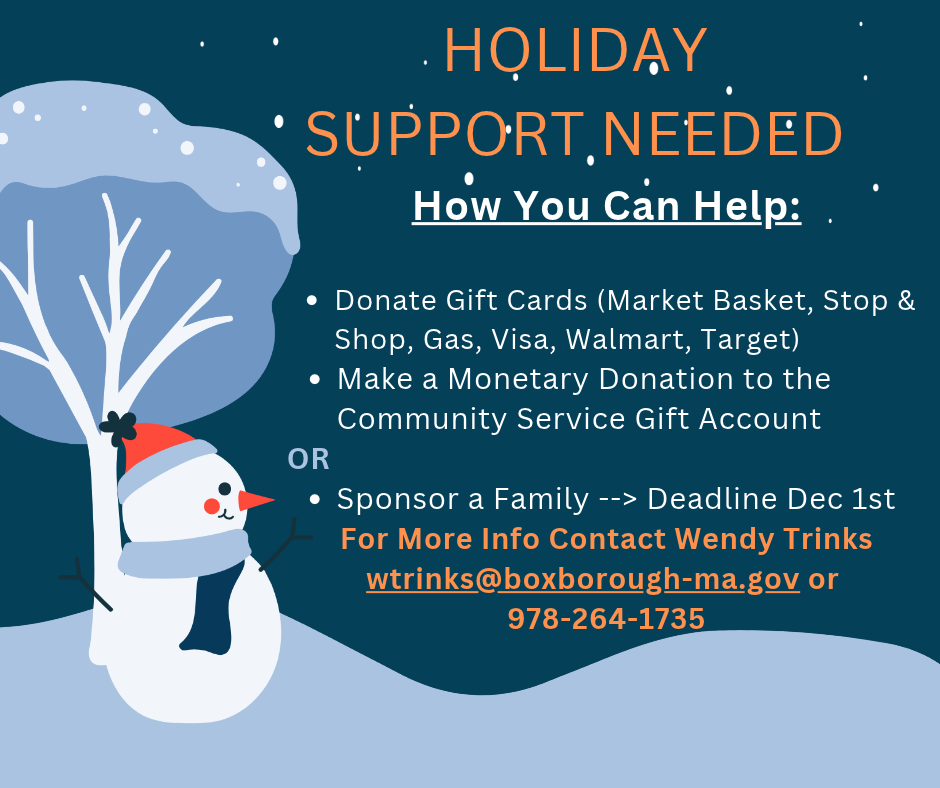 HOLIDAY
SUPPORT NEEDED
How You Can Help:
• Donate Gift Cards (Market Basket, Stop &
Shop, Gas, Visa, Walmart, Target)
• Make a Monetary Donation to the
Community Service Gift Account
OR
• Sponsor a Family --> Deadline Dec 1st
For More Info Contact Wendy Trinks
wtrinks@boxborough-ma.gov or
978-264-1735